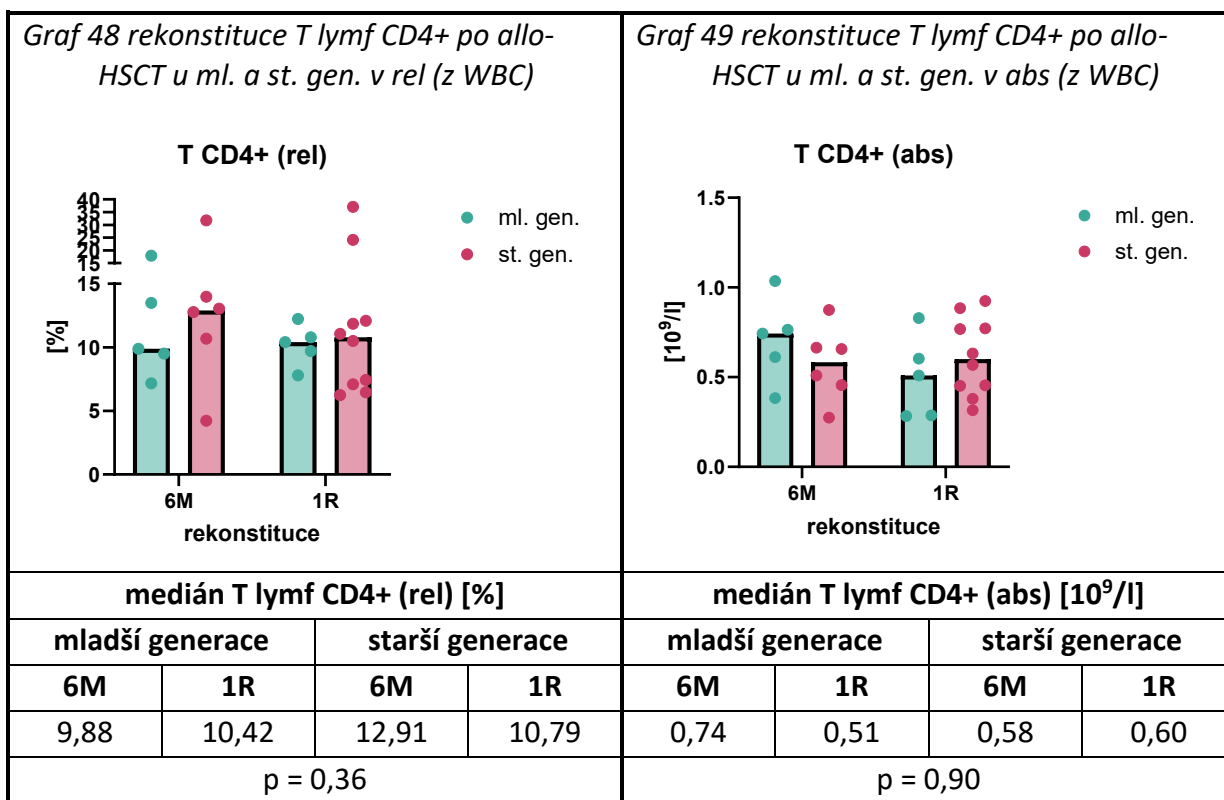 Graf 48 rekonstituce T lymf CD4+ po allo-
HSCT u ml. a st. gen. v rel (z WBC)
T CD4+ (rel)
40
35
30
25
20
15
15
10
5
0
[%]
ml. gen.
st. gen.
6M
1R
rekonstituce
Graf 49 rekonstituce T lymf CD4+ po allo-
HSCT u ml. a st. gen. v abs (z WBC)
T CD4+ (abs)
1.5
1.0
0.5
0.0
[10⁹/l]
ml. gen.
st. gen.
6M
1R
rekonstituce
medián T lymf CD4+ (rel) [%]
medián T lymf CD4+ (abs) [10⁹/l]
mladší generace
starší generace
mladší generace
starší generace
6M 1R 6M 1R 6M 1R 6M 1R
9,88 10,42 12,91 10,79 0,74 0,51 0,58 0,60
p = 0,36
p = 0,90